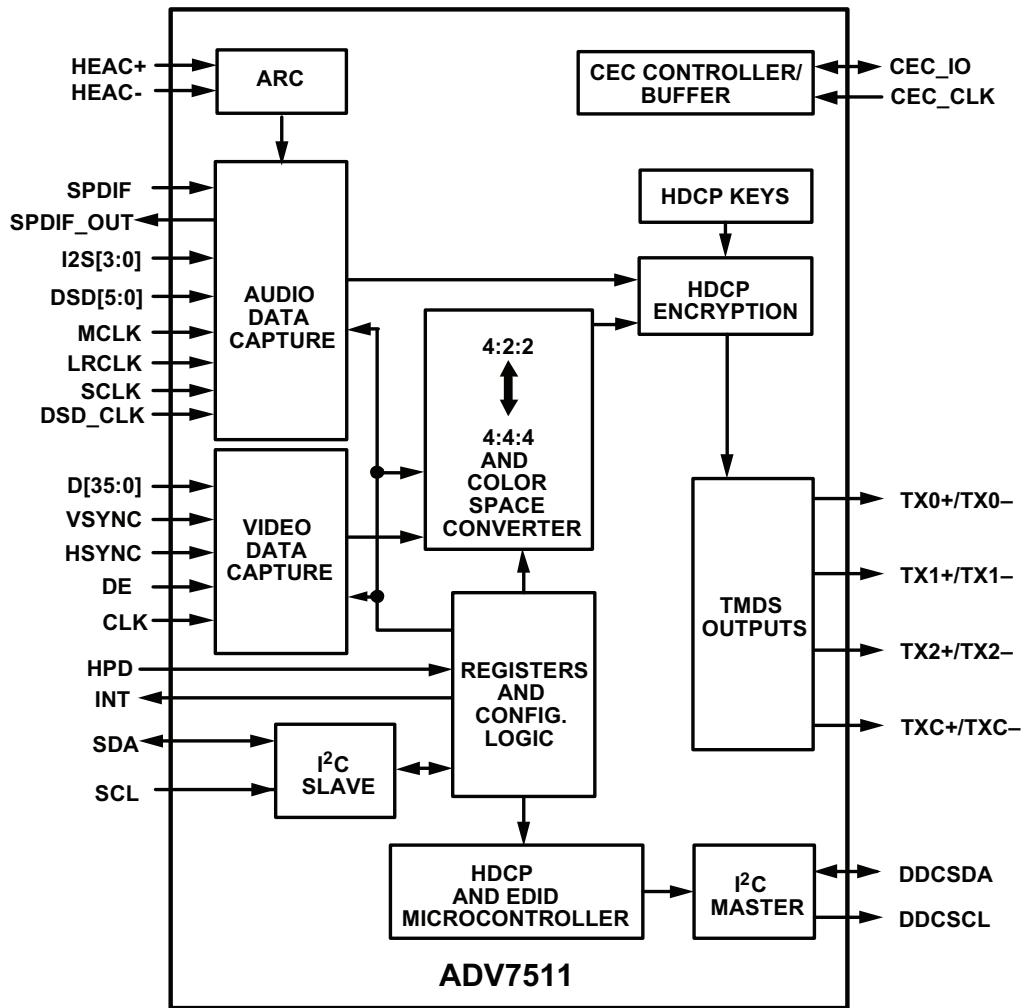 HEAC+
HEAC-
ARC
CEC CONTROLLER/
BUFFER
CEC_IO
CEC_CLK
SPDIF
SPDIF_OUT
I2S[3:0]
DSD[5:0]
MCLK
LRCLK
SCLK
DSD_CLK
AUDIO
DATA
CAPTURE
HDCP KEYS
HDCP
ENCRYPTION
4:2:2
4:4:4
AND
COLOR
SPACE
CONVERTER
D[35:0]
VSYNC
HSYNC
DE
CLK
VIDEO
DATA
CAPTURE
TMDS
OUTPUTS
TX0+/TX0–
TX1+/TX1–
TX2+/TX2–
TXC+/TXC–
HPD
INT
REGISTERS
AND
CONFIG.
LOGIC
SDA
SCL
I2C
SLAVE
HDCP
AND EDID
MICROCONTROLLER
I2C
MASTER
DDCSDA
DDCSCL
ADV7511